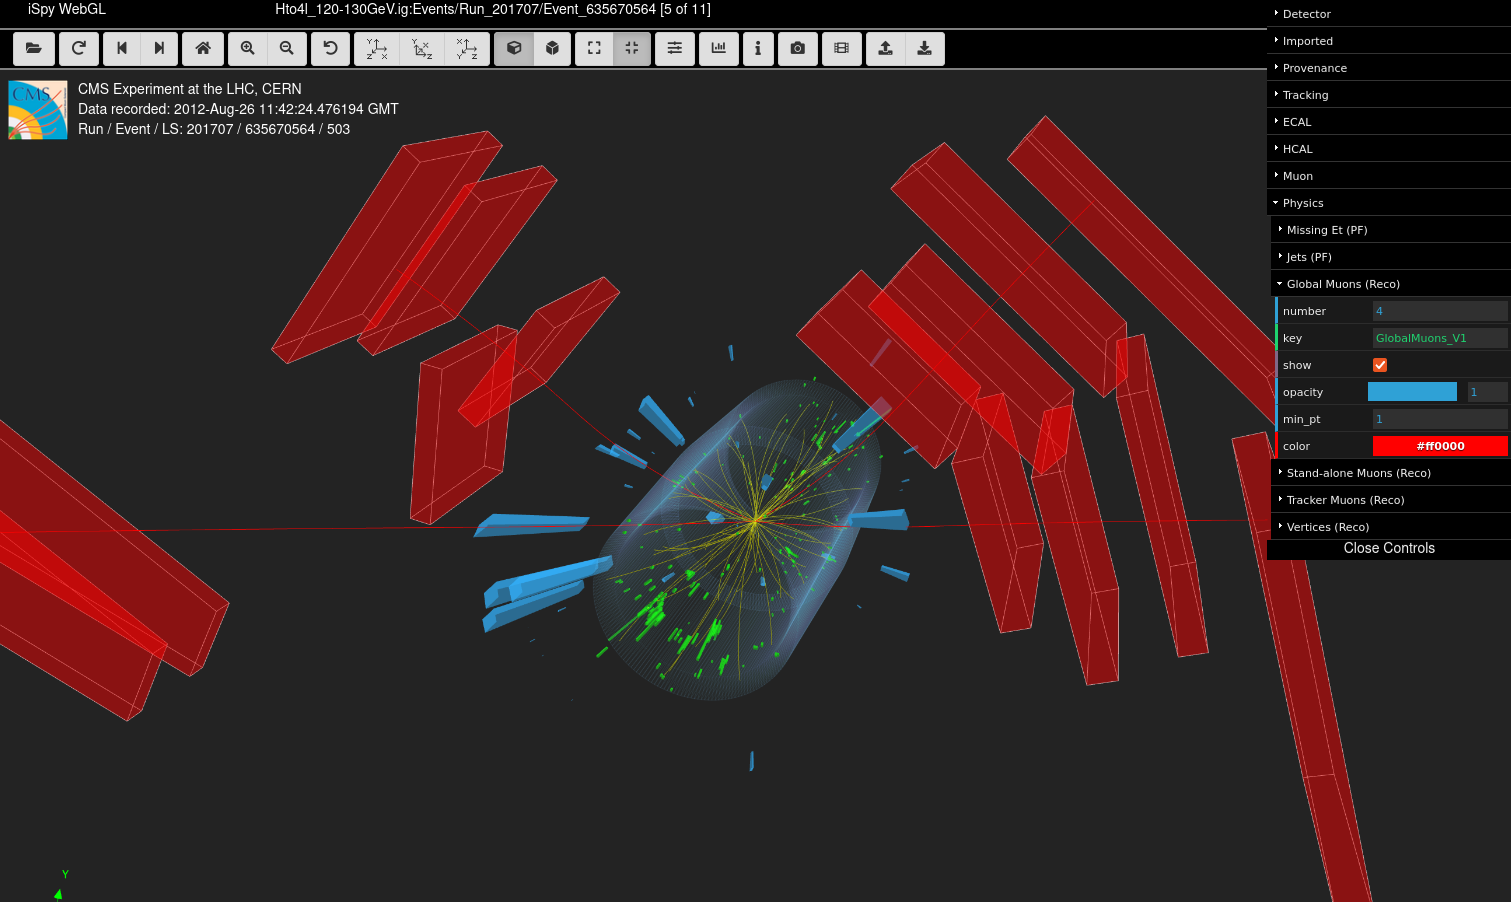 iSpy WebGL
Hto4l_120-130GeV.ig:Events/Run_201707/Event_635670564 [5 of 11]
CMS
CMS Experiment at the LHC, CERN
Data recorded: 2012-Aug-26 11:42:24.476194 GMT
Run / Event / LS: 201707 / 635670564 / 503
Detector
Imported
Provenance
Tracking
ECAL
HCAL
Muon
Physics
Missing Et (PF)
Jets (PF)
Global Muons (Reco)
number 4
key GlobalMuons_V1
show
opacity 1
min_pt 1
color #ff0000
Stand-alone Muons (Reco)
Tracker Muons (Reco)
Vertices (Reco)
Close Controls
Y